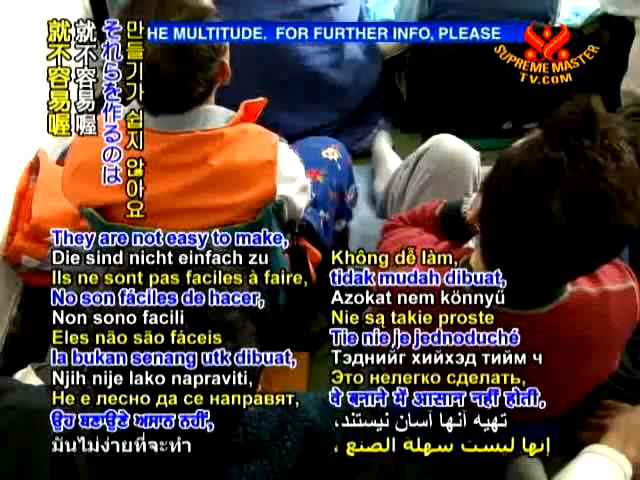 HE MULTITUDE. FOR FURTHER INFO, PLEASE
SUPREME MASTER
TV.COM
만들기가 쉽지 않아요
それらを作るのは
就不容易喔
就不容易喔
They are not easy to make,
Die sind nicht einfach zu
Ils ne sont pas faciles à faire,
No son fáciles de hacer,
Non sono facili
Eles não são fáceis
Ia bukan senang utk dibuat,
Njih nije lako napraviti,
Не е лесно да се направят,
ਉਹ ਬਣਾਉਣੇ ਅਸਾਨ ਨਹੀਂ,
มันไม่ง่ายที่จะทำ
Không dễ làm,
tidak mudah dibuat,
Azokat nem könnyű
Nie są takie proste
Tie nie je jednoduché
Тэднийг хийхэд тийм ч
Это нелегко сделать,
वे बनाने में आसान नहीं होतीं,
تهیه آنها آسان نیستند،
إنها ليست سهلة الصنع ،